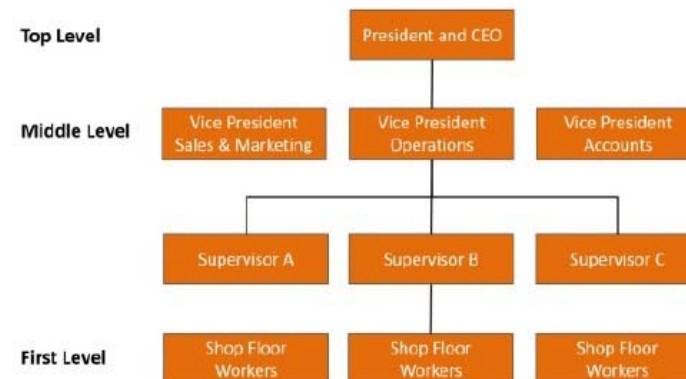 Top Level
President and CEO
Middle Level
Vice President
Sales & Marketing
Vice President
Operations
Vice President
Accounts
Supervisor A
Supervisor B
Supervisor C
First Level
Shop Floor
Workers
Shop Floor
Workers
Shop Floor
Workers